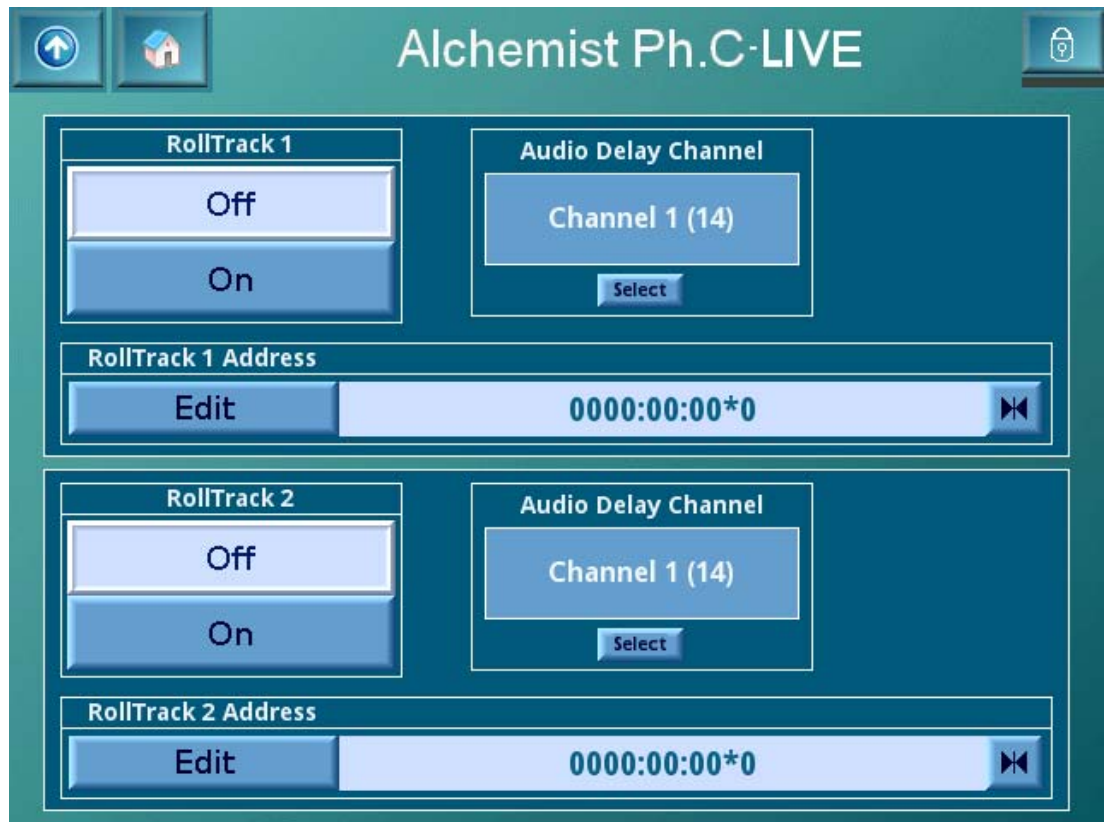 Alchemist Ph.C-LIVE
RollTrack 1
Off
On
Audio Delay Channel
Channel 1 (14)
Select
RollTrack 1 Address
Edit
0000:00:00*0
RollTrack 2
Off
On
Audio Delay Channel
Channel 1 (14)
Select
RollTrack 2 Address
Edit
0000:00:00*0